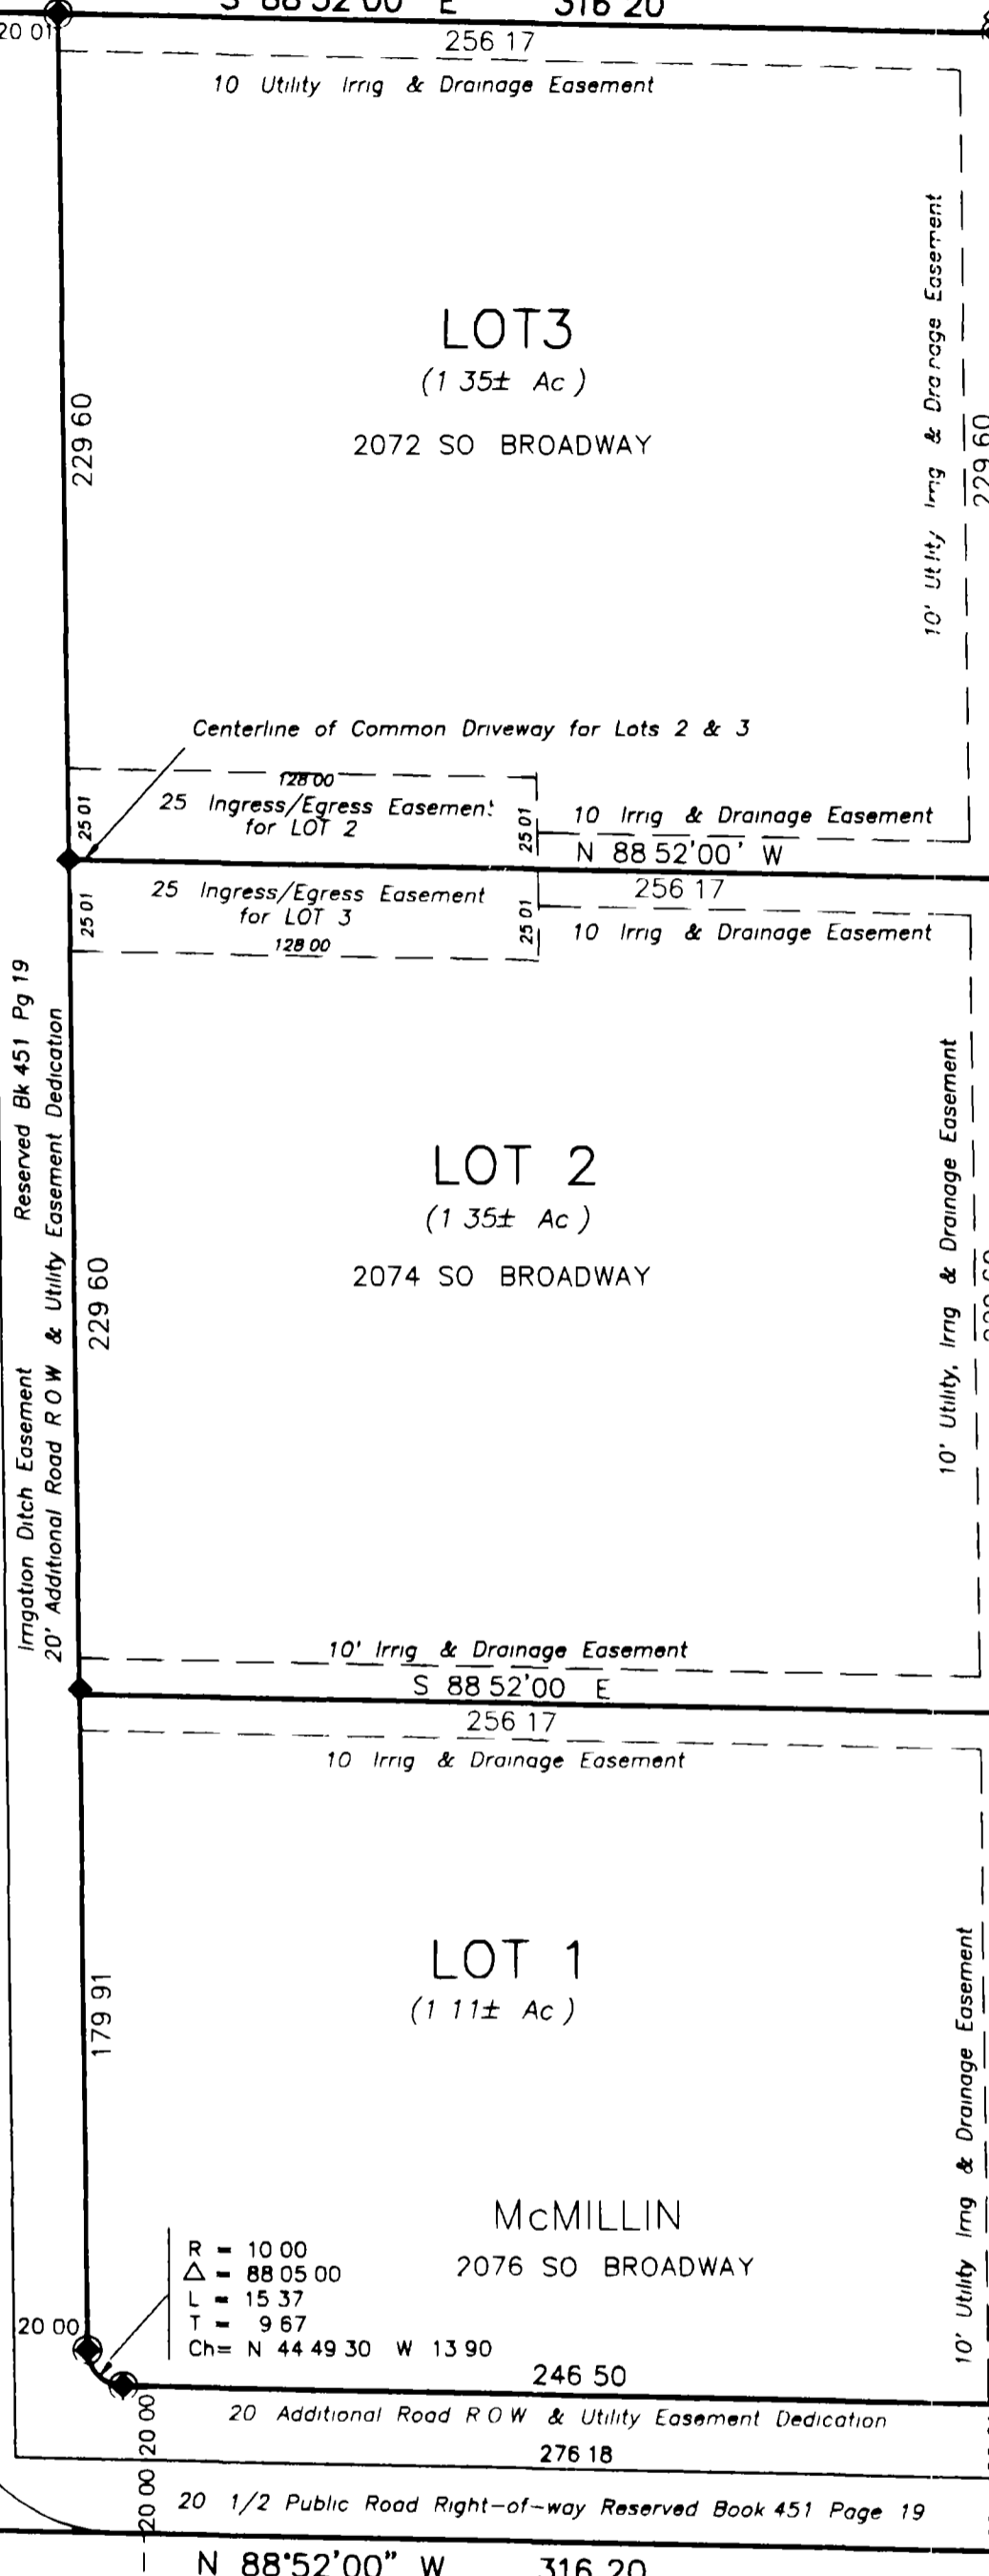 S 88 52'00 E 316 20
20 01
256 17
10 Utility Irrig & Drainage Easement
10' Utility Irrig & Drainage Easement
229 60
229 60
LOT3
(1 35± Ac )
2072 SO BROADWAY
Centerline of Common Driveway for Lots 2 & 3
128 00
25 01
25 Ingress/Egress Easement
for LOT 2
25 01
10 Irrig & Drainage Easement
N 88 52'00' W
256 17
25 01
25 Ingress/Egress Easement
for LOT 3
128 00
25 01
10 Irrig & Drainage Easement
Irrigation Ditch Easement Reserved Bk 451 Pg 19
20' Additional Road R O W & Utility Easement Dedication
229 60
LOT 2
(1 35± Ac )
2074 SO BROADWAY
10' Utility, Irrig & Drainage Easement
10' Irrig & Drainage Easement
S 88 52'00 E
256 17
10 Irrig & Drainage Easement
179 91
LOT 1
(1 11± Ac )
McMILLIN
2076 SO BROADWAY
10' Utility Irrig & Drainage Easement
R = 10 00
△ = 88 05 00
L = 15 37
T = 9 67
Ch= N 44 49 30 W 13 90
20 00
246 50
20 Additional Road R O W & Utility Easement Dedication
20 00
276 18
20 00
20 1/2 Public Road Right-of-way Reserved Book 451 Page 19
N 88°52'00" W 316 20